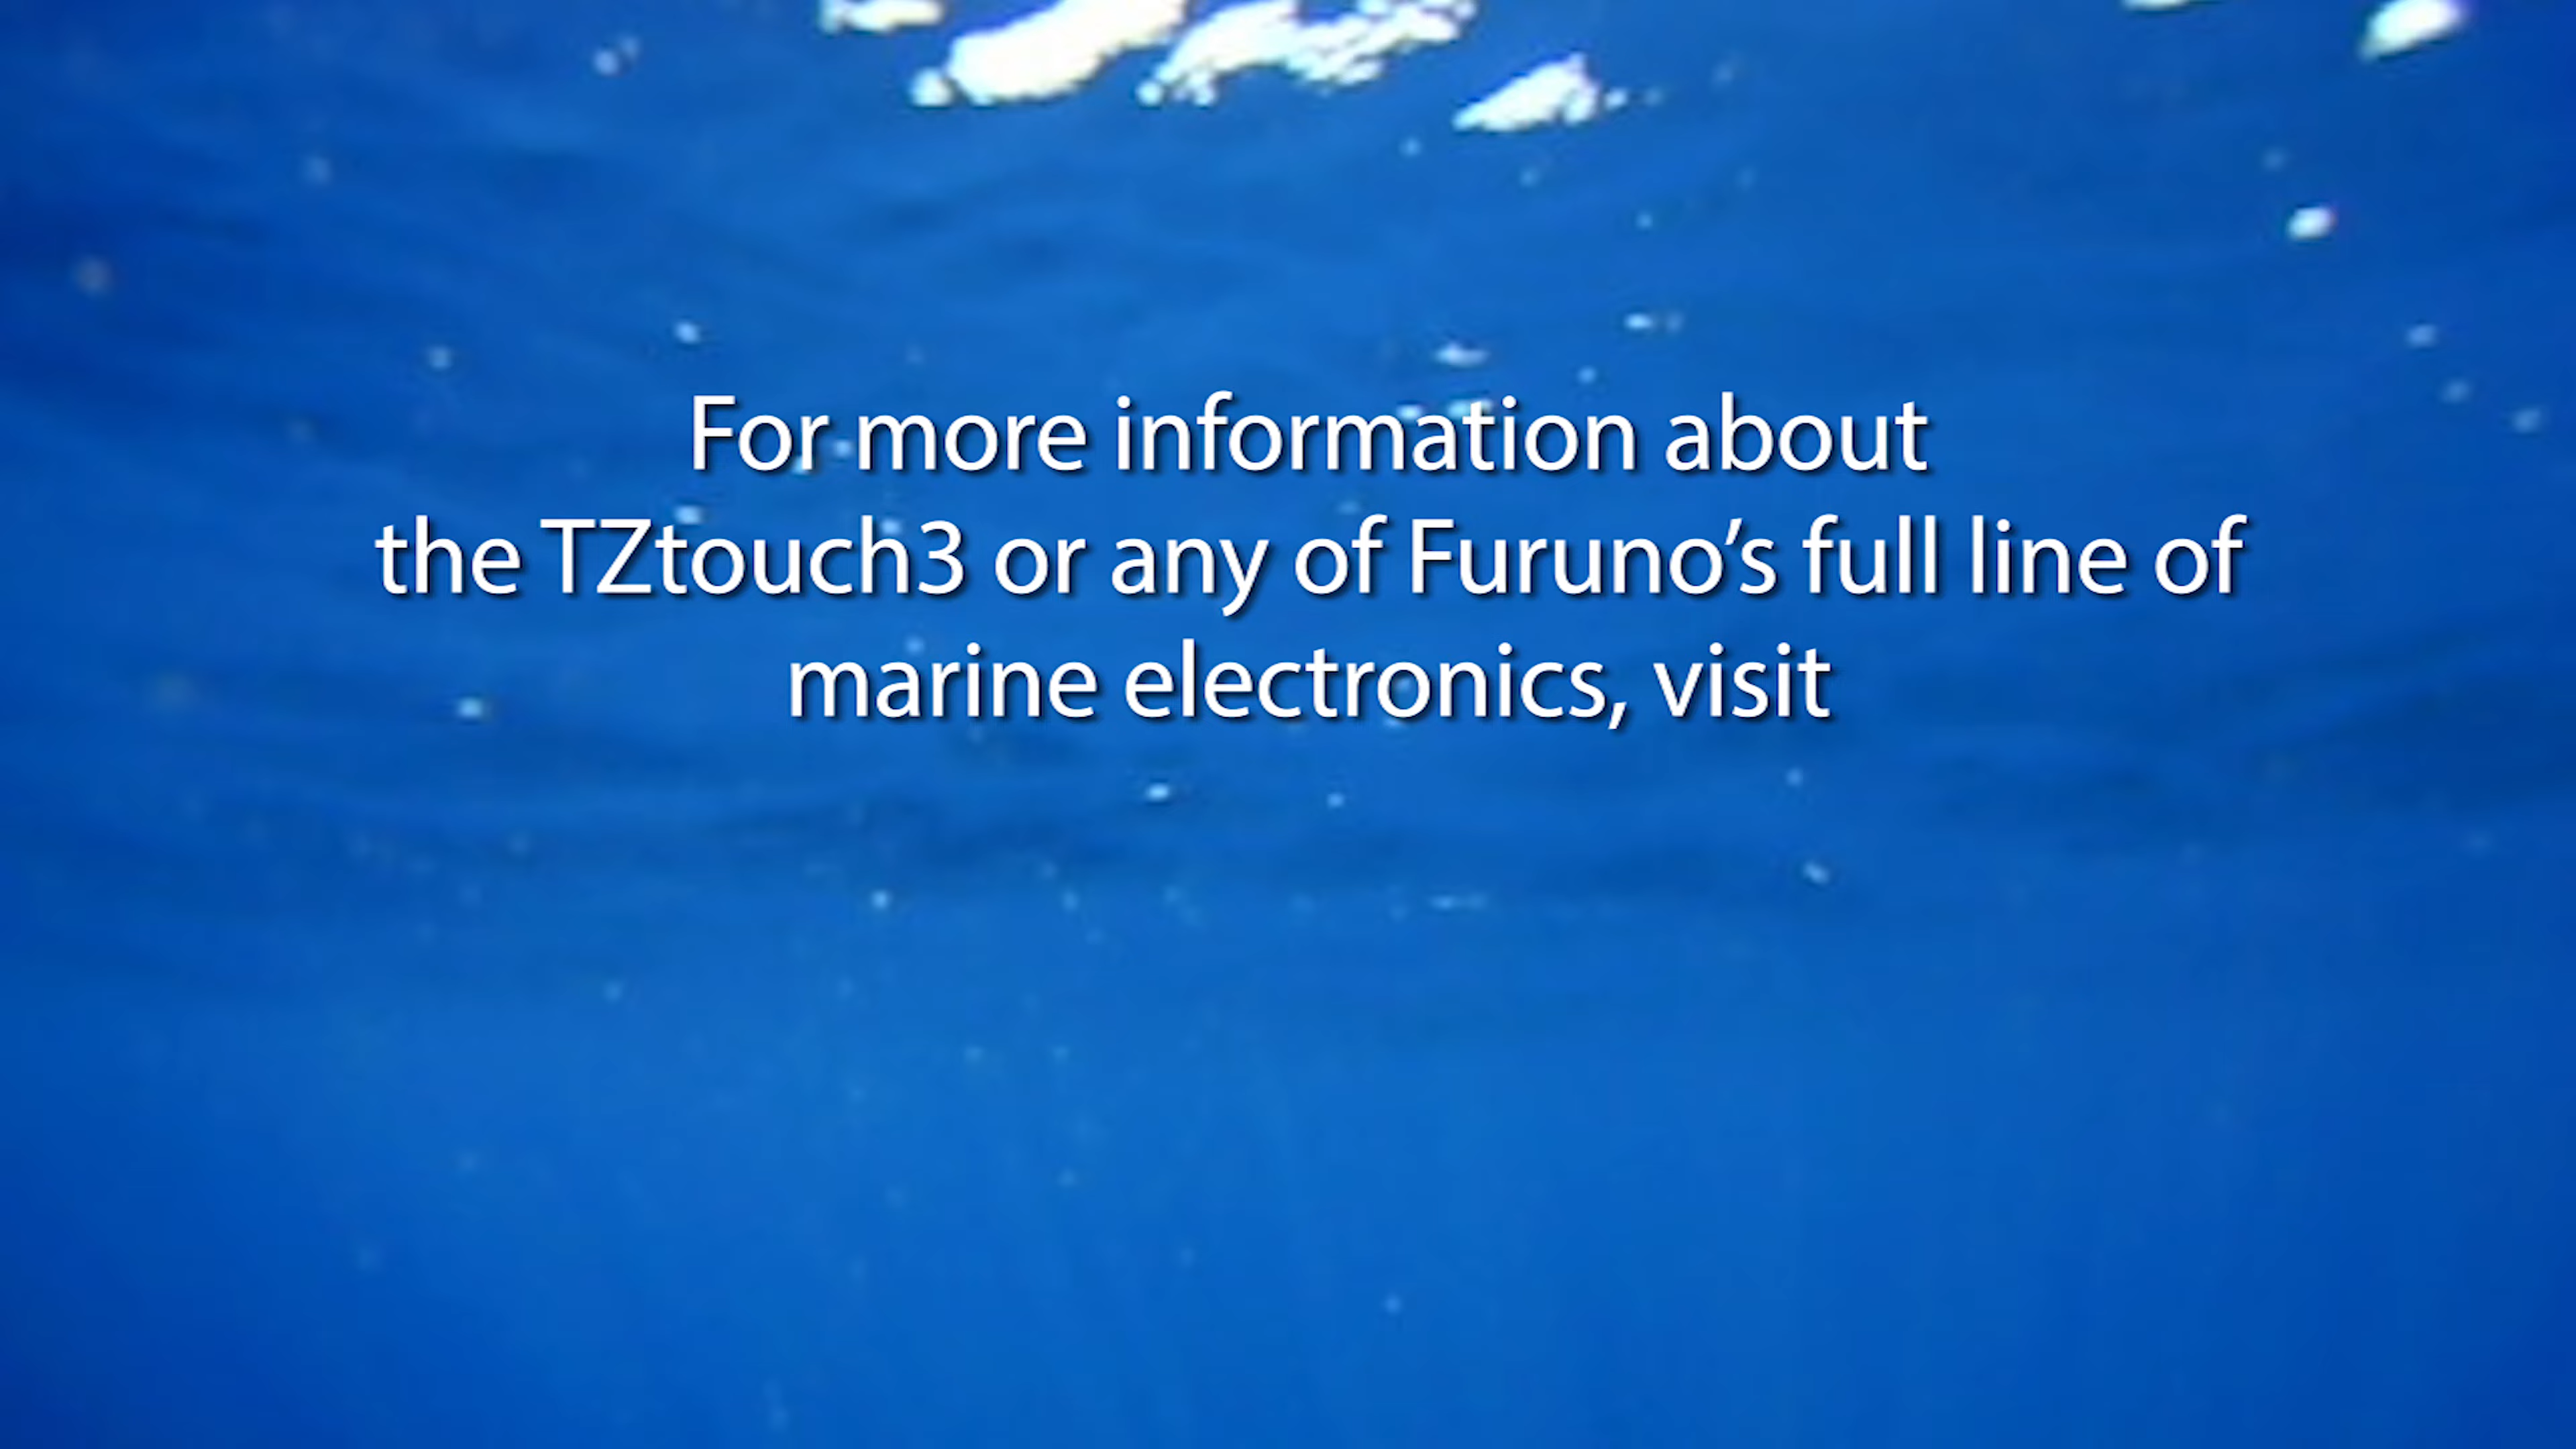 For more information about
the TZtouch3 or any of Furuno’s full line of
marine electronics, visit